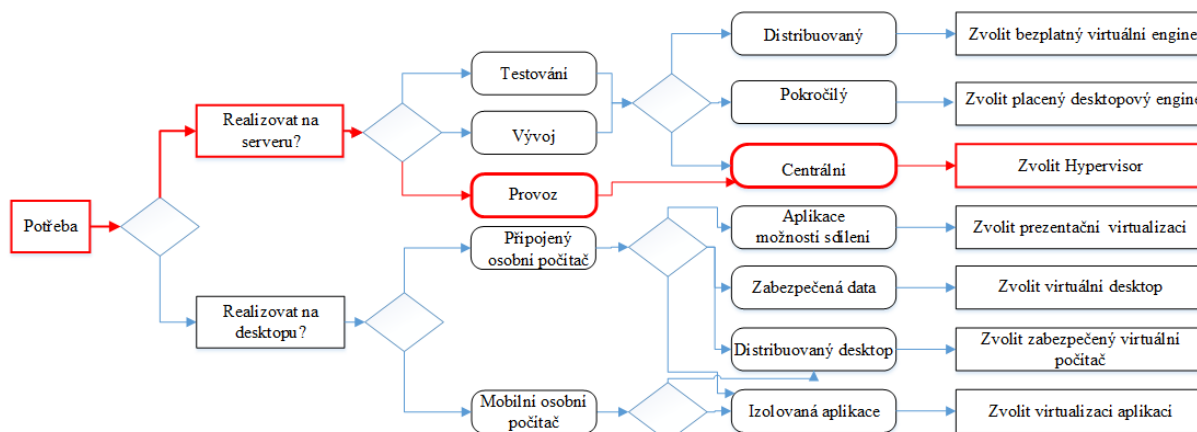 Potřeba
Realizovat na
serveru?
Realizovat na
desktopu?
Testování
Vývoj
Provoz
Připojený
osobní počítač
Mobilní osobní
počítač
Distribuovaný
Pokročilý
Centrální
Aplikace
možnosti sdílení
Zabezpečená data
Distribuovaný desktop
Izolovaná aplikace
Zvolit bezplatný virtuální engine
Zvolit placený desktopový engine
Zvolit Hypervisor
Zvolit prezentační virtualizaci
Zvolit virtuální desktop
Zvolit zabezpečený virtuální
počítač
Zvolit virtualizaci aplikací